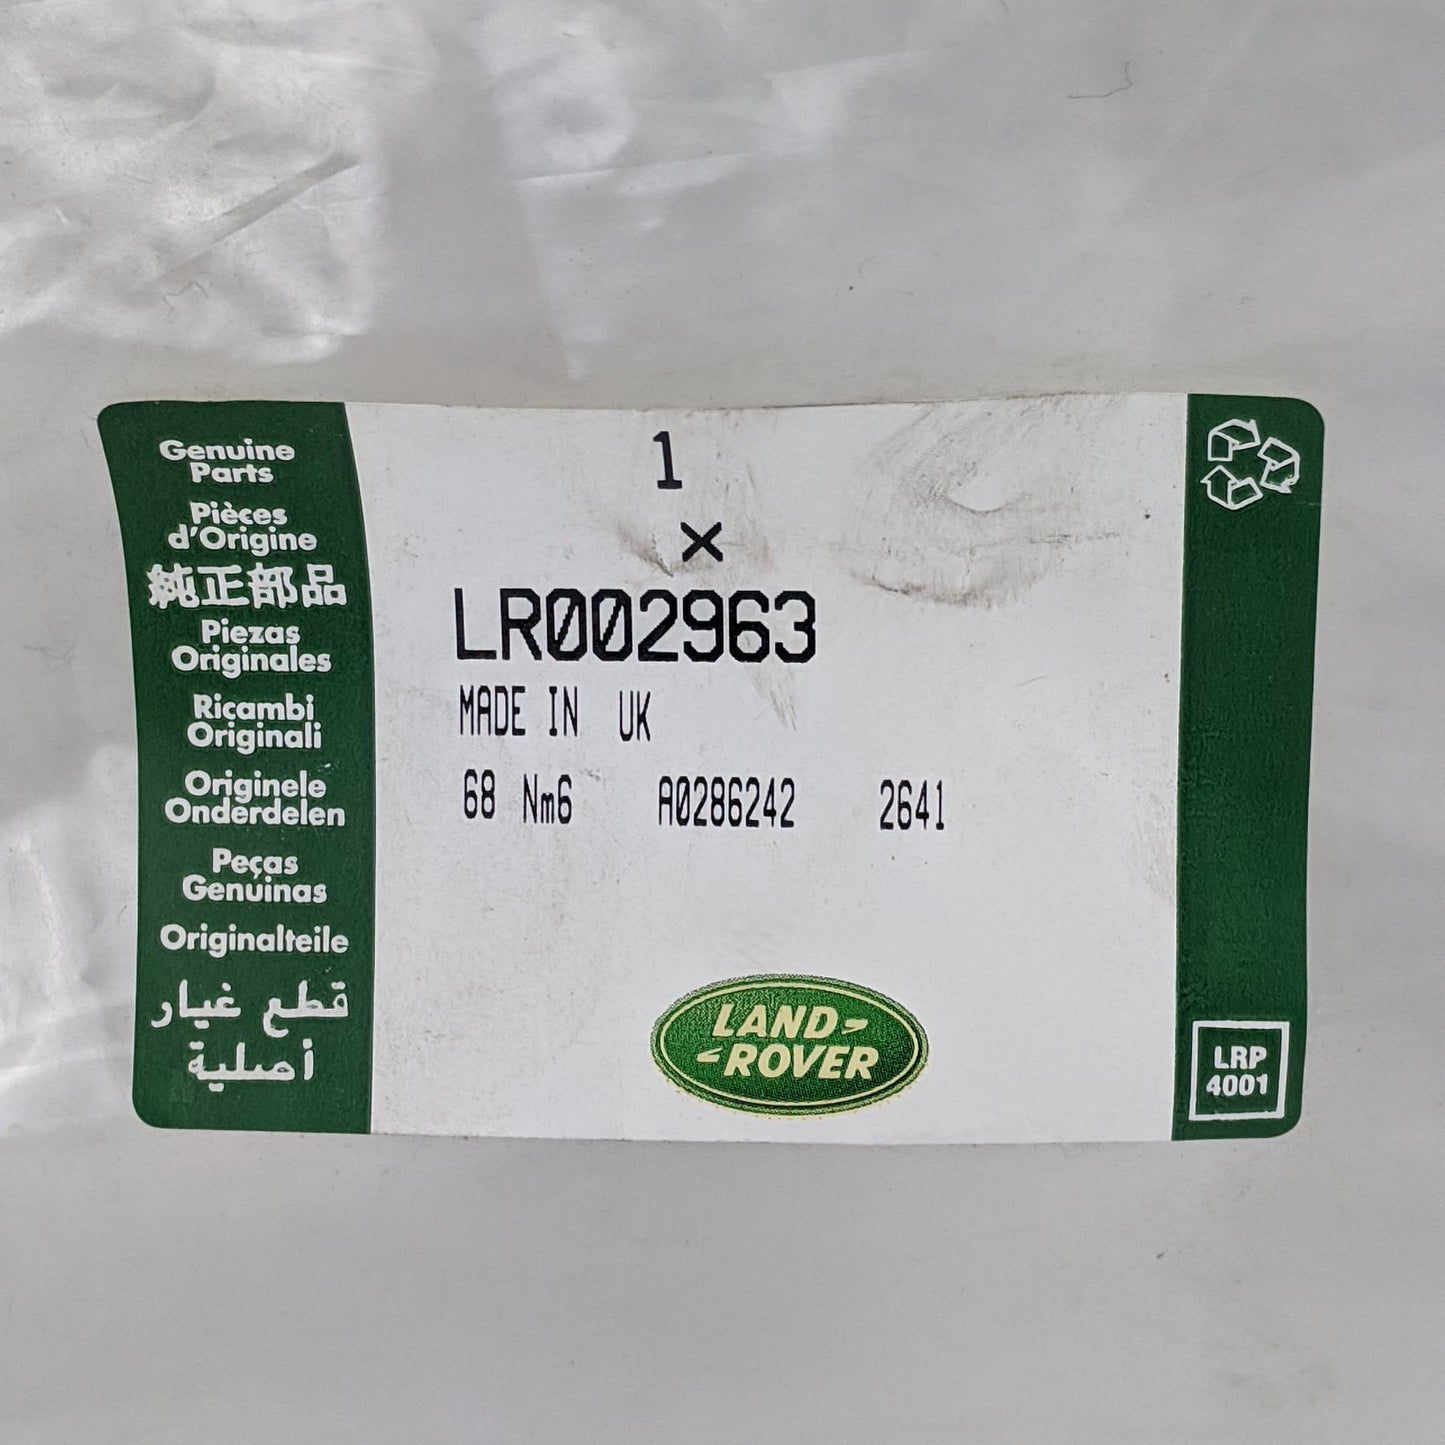 Genuine
Parts
Pièces
d'Origine
純正部品
Piezas
Originales
Ricambi
Originali
Originele
Onderdelen
Peças
Genuinas
Originalteile
قطع غيار
أصلية
1
×
LR002963
MADE IN UK
68 Nm6 A0286242 2641
LAND-
-ROVER
LRP
4001